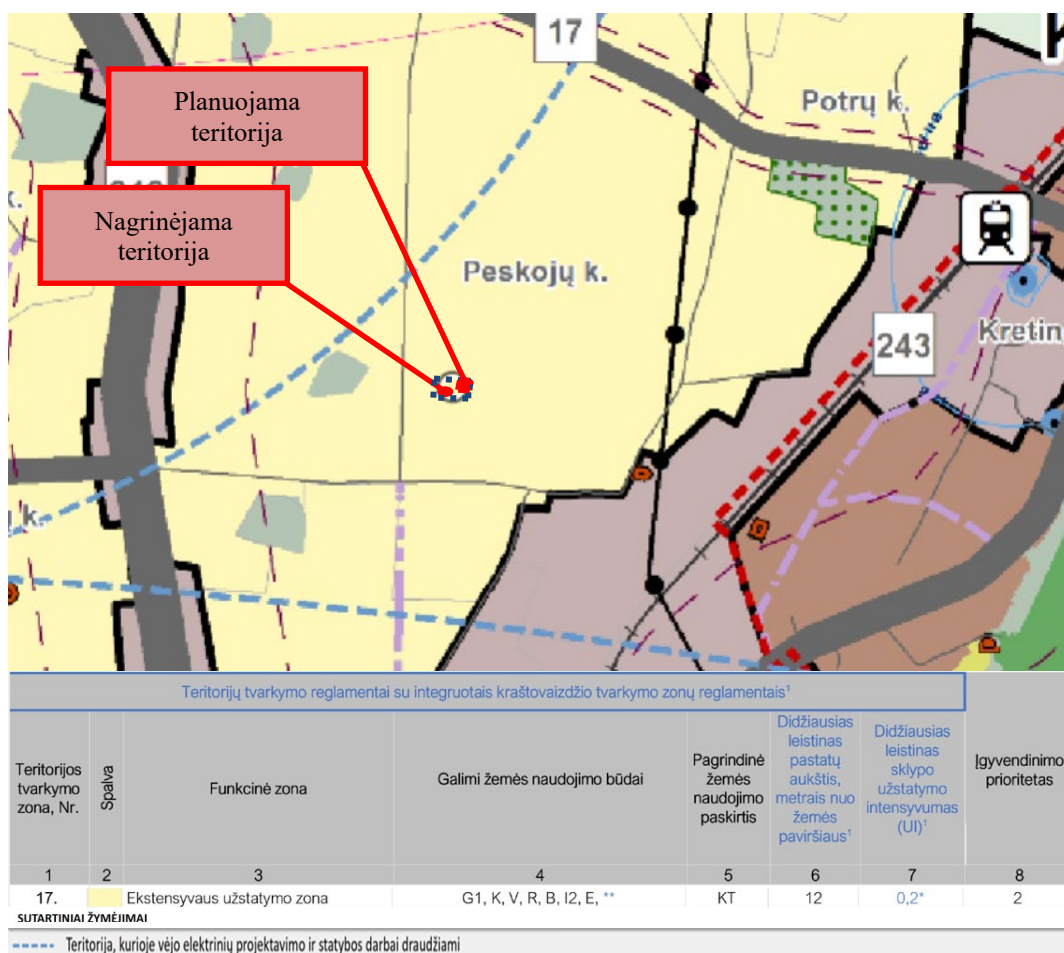 17
Planuojama
teritorija
Potrų k.
Nagrinėjama
teritorija
Peskojų k.
243
Kretin
k.
Teritorijų tvarkymo reglamentai su integruotais kraštovaizdžio tvarkymo zonų reglamentais¹
Teritorijos
tvarkymo
zona, Nr.
Spalva
Funkcinė zona
Galimi žemės naudojimo būdai
Pagrindinė
žemės
naudojimo
paskirtis
Didžiausias
leistinas
pastatų
aukštis,
metrais nuo
žemės
paviršiaus¹
Didžiausias
leistinas
sklypo
užstatymo
intensyvumas
(UI)¹
Įgyvendinimo
prioritetas
1 2 3 4 5 6 7 8
17. Ekstensyvaus užstatymo zona G1, K, V, R, B, I2, E, ** KT 12 0,2* 2
SUTARTINIAI ŽYMĖJIMAI
Teritorija, kurioje vėjo elektrinių projektavimo ir statybos darbai draudžiami